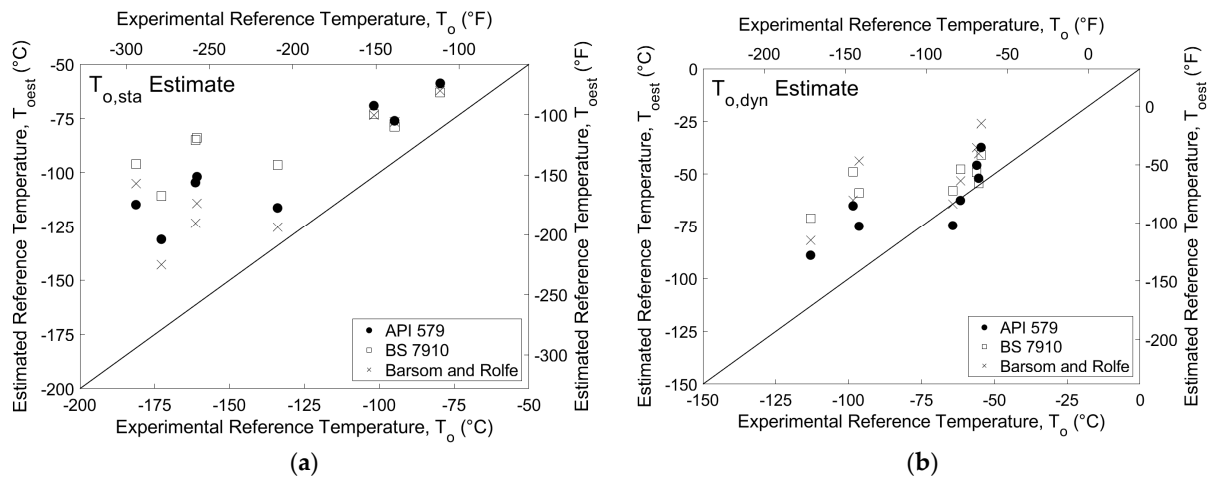 Experimental Reference Temperature, To (°F)
-300 -250 -200 -150 -100
Estimated Reference Temperature, Toest (°C)
-50
-75
-100
-125
-150
-175
-200
To,sta Estimate
API 579
BS 7910
Barsom and Rolfe
-100
-150
-200
-250
-300
Estimated Reference Temperature, Toest (°F)
-200 -175 -150 -125 -100 -75 -50
Experimental Reference Temperature, To (°C)
(a)
Experimental Reference Temperature, To (°F)
-200 -150 -100 -50 0
Estimated Reference Temperature, Toest (°C)
0
-25
-50
-75
-100
-125
-150
To,dyn Estimate
API 579
BS 7910
Barsom and Rolfe
0
-50
-100
-150
-200
Estimated Reference Temperature, Toest (°F)
-150 -125 -100 -75 -50 -25 0
Experimental Reference Temperature, To (°C)
(b)